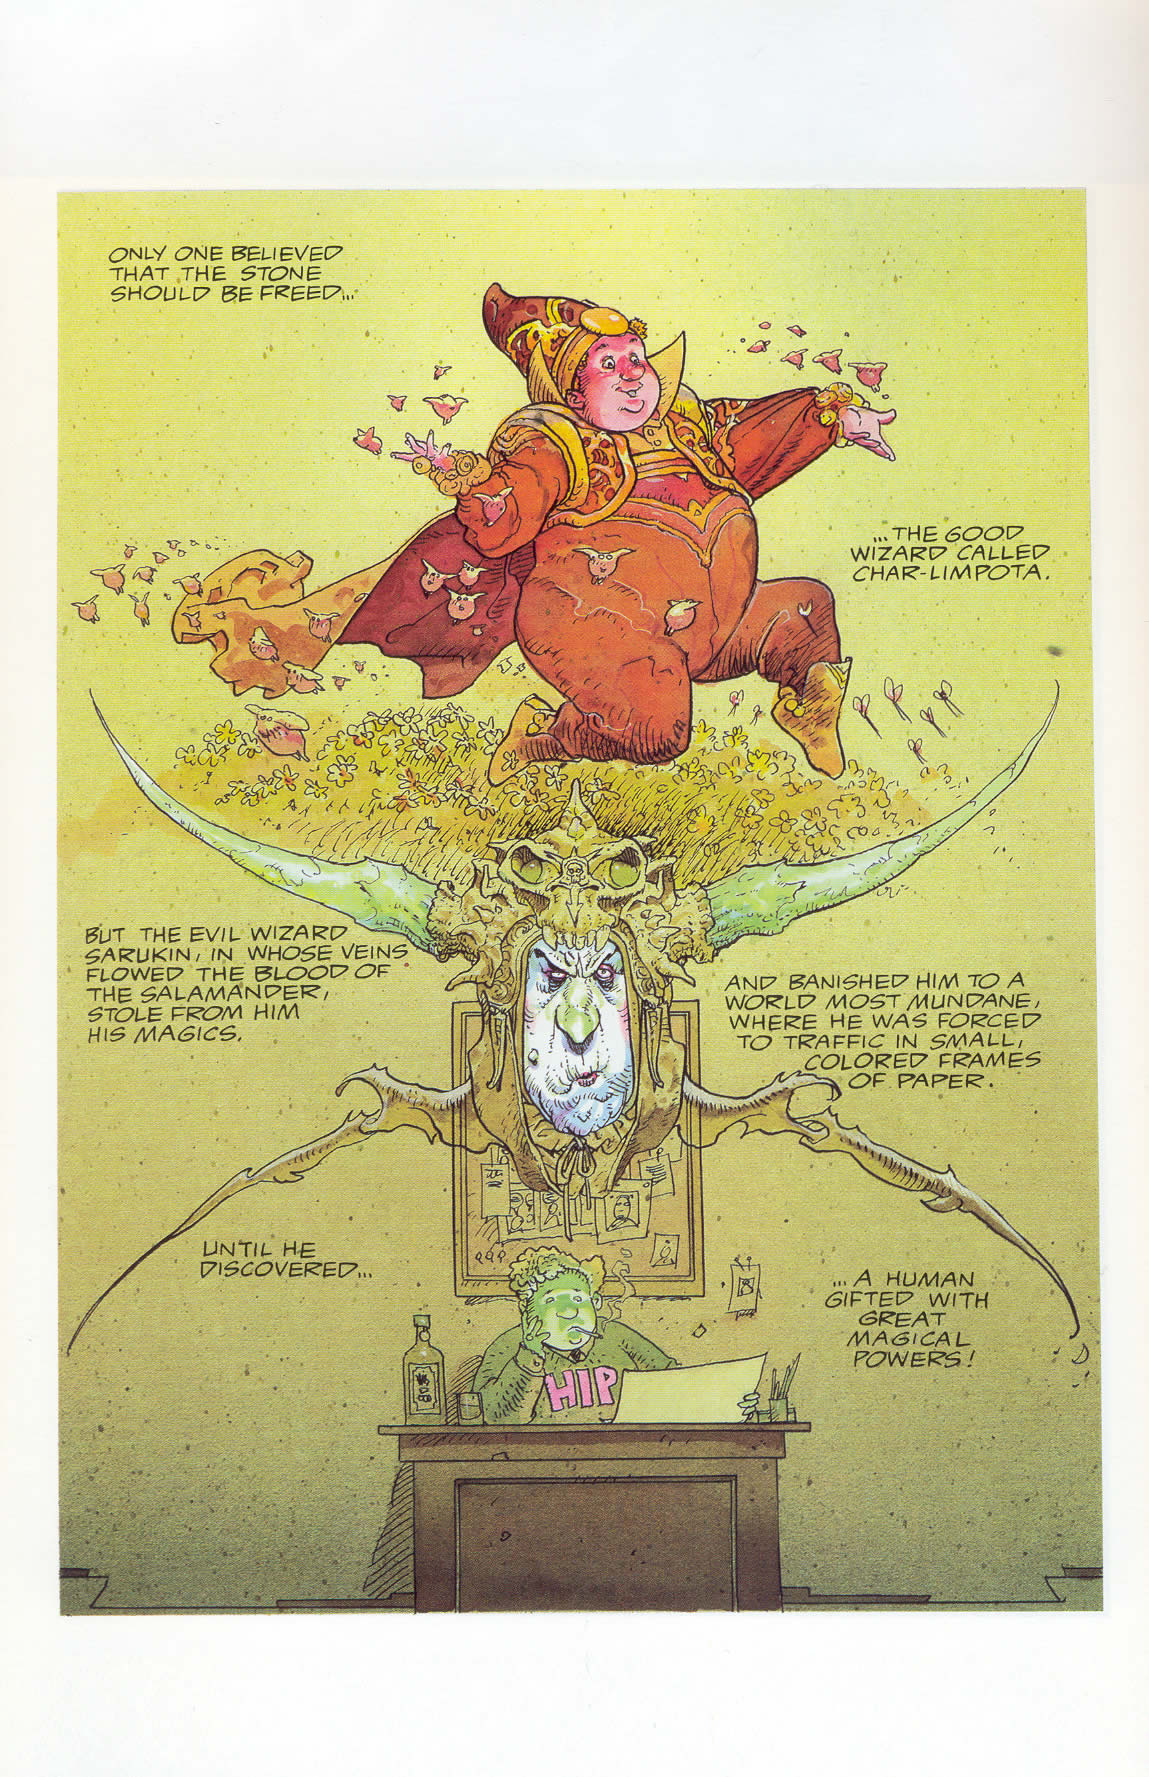 ONLY ONE BELIEVED
THAT THE STONE
SHOULD BE FREED...
...THE GOOD
WIZARD CALLED
CHAR-LIMPOTA.
BUT THE EVIL WIZARD
SARUKIN, IN WHOSE VEINS
FLOWED THE BLOOD OF
THE SALAMANDER,
STOLE FROM HIM
HIS MAGICS.
AND BANISHED HIM TO A
WORLD MOST MUNDANE,
WHERE HE WAS FORCED
TO TRAFFIC IN SMALL,
COLORED FRAMES
OF PAPER.
UNTIL HE
DISCOVERED...
...A HUMAN
GIFTED WITH
GREAT
MAGICAL
POWERS!
HIP